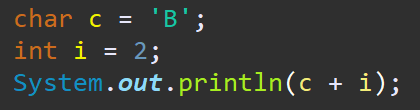 char c = 'B';
int i = 2;
System.out.println(c + i);